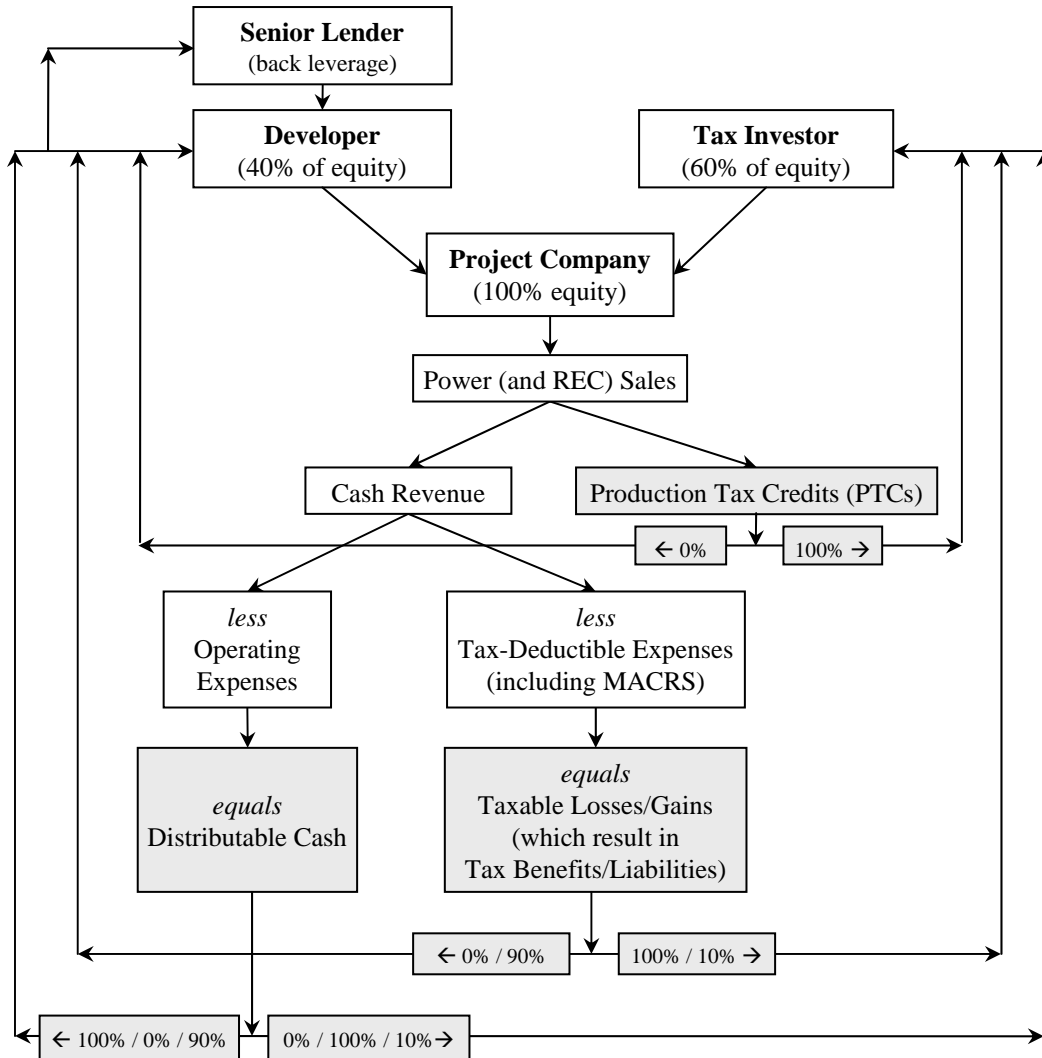 Senior Lender
(back leverage)
Developer
(40% of equity)
Tax Investor
(60% of equity)
Project Company
(100% equity)
Power (and REC) Sales
Cash Revenue
Production Tax Credits (PTCs)
← 0%
100% →
less
Operating
Expenses
less
Tax-Deductible Expenses
(including MACRS)
equals
Distributable Cash
equals
Taxable Losses/Gains
(which result in
Tax Benefits/Liabilities)
← 0% / 90%
100% / 10% →
← 100% / 0% / 90%
0% / 100% / 10%→